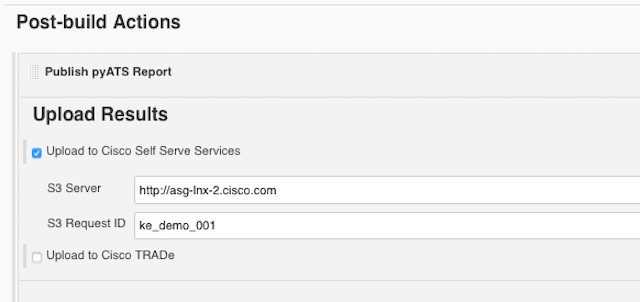 Post-build Actions
Publish pyATS Report
Upload Results
Upload to Cisco Self Serve Services
S3 Server http://asg-lnx-2.cisco.com
S3 Request ID ke_demo_001
Upload to Cisco TRADe